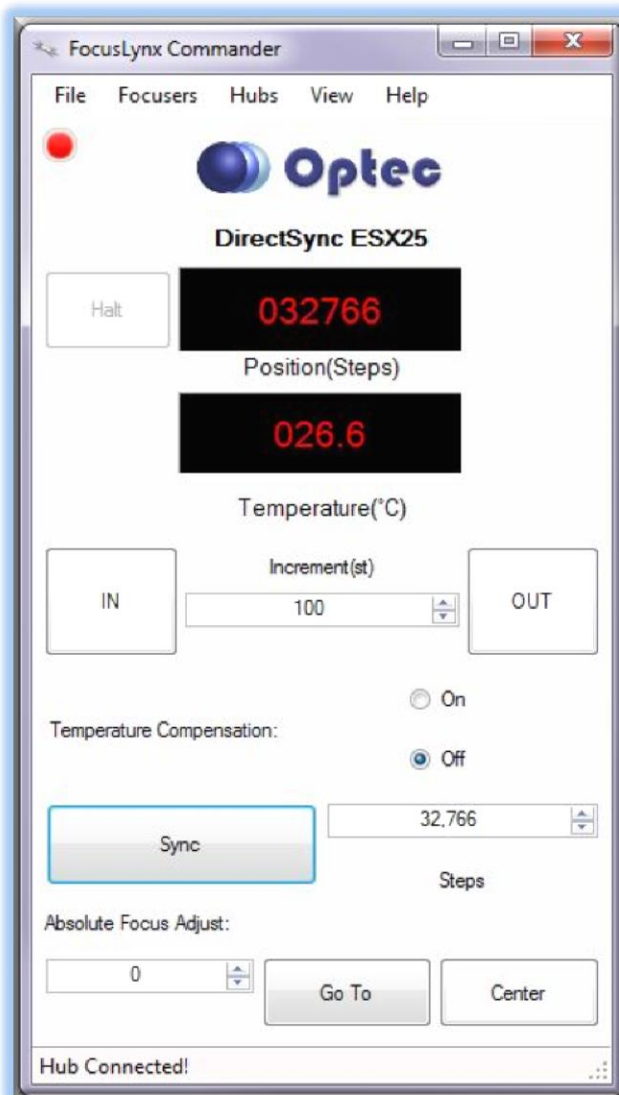 FocusLynx Commander
File Focusers Hubs View Help
Optec
DirectSync ESX25
Halt
032766
Position(Steps)
026.6
Temperature(°C)
IN
Increment(st)
100
OUT
On
Temperature Compensation:
Off
Sync
32,766
Steps
Absolute Focus Adjust:
0
Go To
Center
Hub Connected!